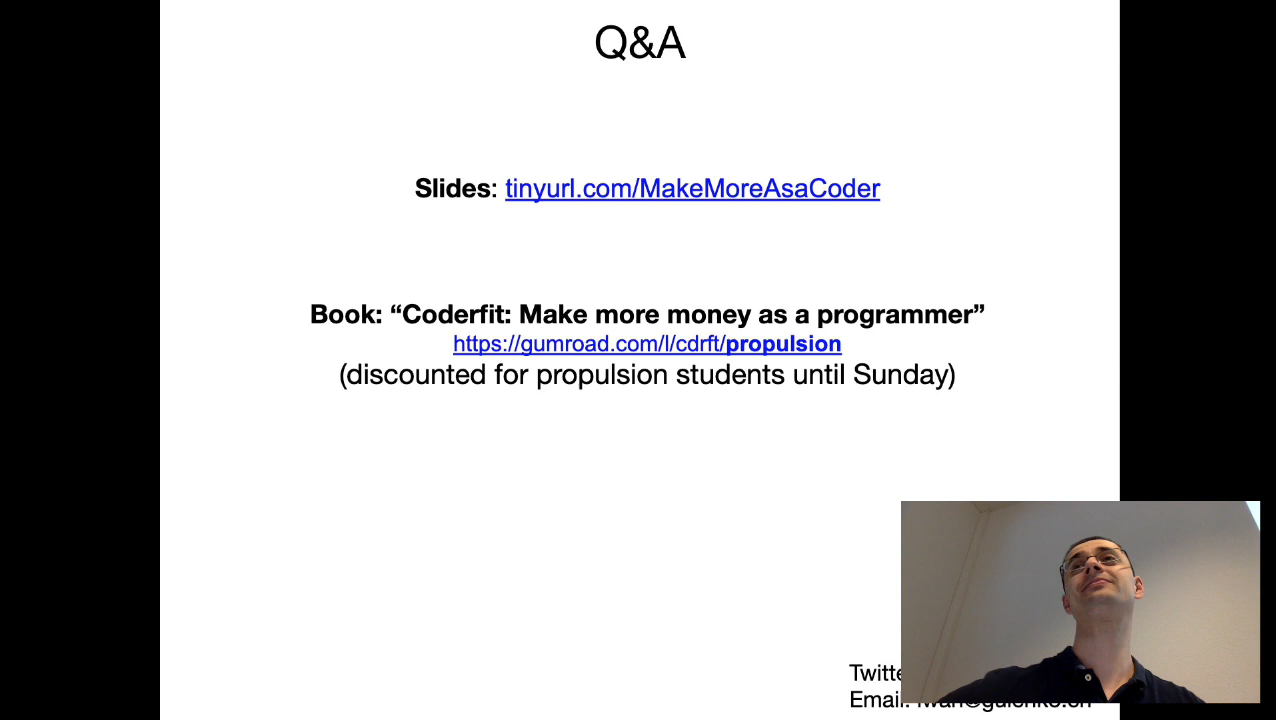 Q&A
Slides: tinyurl.com/MakeMoreAsaCoder
Book: “Coderfit: Make more money as a programmer”
https://gumroad.com/l/cdrft/propulsion
(discounted for propulsion students until Sunday)
Email: